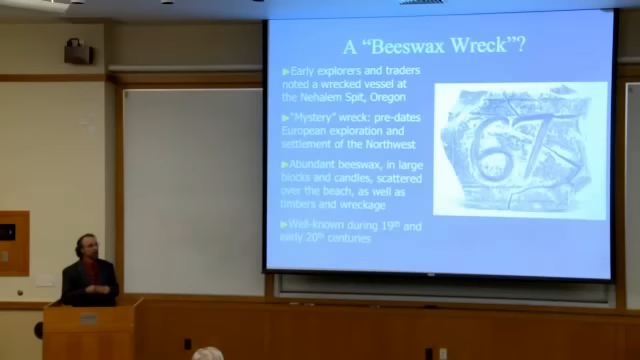 A "Beeswax Wreck"?
Early explorers and traders
noted a wrecked vessel at
the Nehalem Spit, Oregon
"Mystery" wreck: pre-dates
European exploration and
settlement of the Northwest
Abundant beeswax, in large
blocks and candles, scattered
over the beach, as well as
timbers and wreckage
Well-known during 19th and
early 20th centuries
67